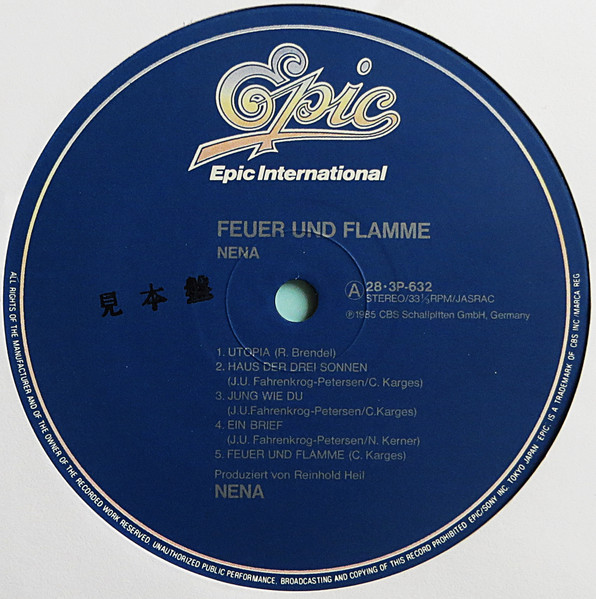 Epic
Epic International
FEUER UND FLAMME
NENA
見本盤
A 28・3P-632
STEREO/33⅓RPM/JASRAC
℗1985 CBS Schallplatten GmbH, Germany
1. UTOPIA (R. Brendel)
2. HAUS DER DREI SONNEN
(J.U. Fahrenkrog-Petersen/C. Karges)
3. JUNG WIE DU
(J.U.Fahrenkrog-Petersen/C.Karges)
4. EIN BRIEF
(J.U. Fahrenkrog-Petersen/N. Kerner)
5. FEUER UND FLAMME (C. Karges)
Produziert von Reinhold Heil
NENA
ALL RIGHTS OF THE MANUFACTURER AND OF THE OWNER OF THE RECORDED WORK RESERVED. UNAUTHORIZED PUBLIC PERFORMANCE, BROADCASTING AND COPYING OF THIS RECORD PROHIBITED EPIC/SONY INC. TOKYO JAPAN "EPIC" IS A TRADEMARK OF CBS INC./MARCA REG